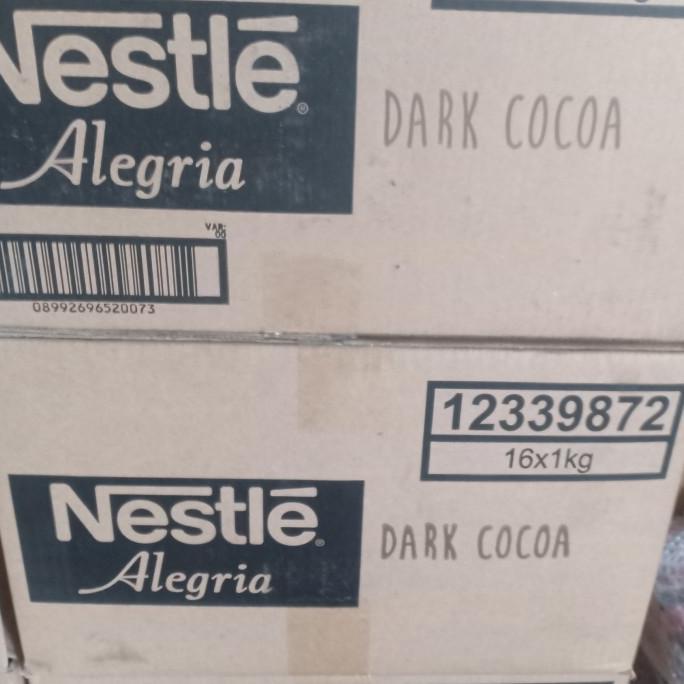 Nestlé®
Alegria
DARK COCOA
VAR:
00
08992696520073
12339872
16x1kg
Nestlé®
Alegria
DARK COCOA